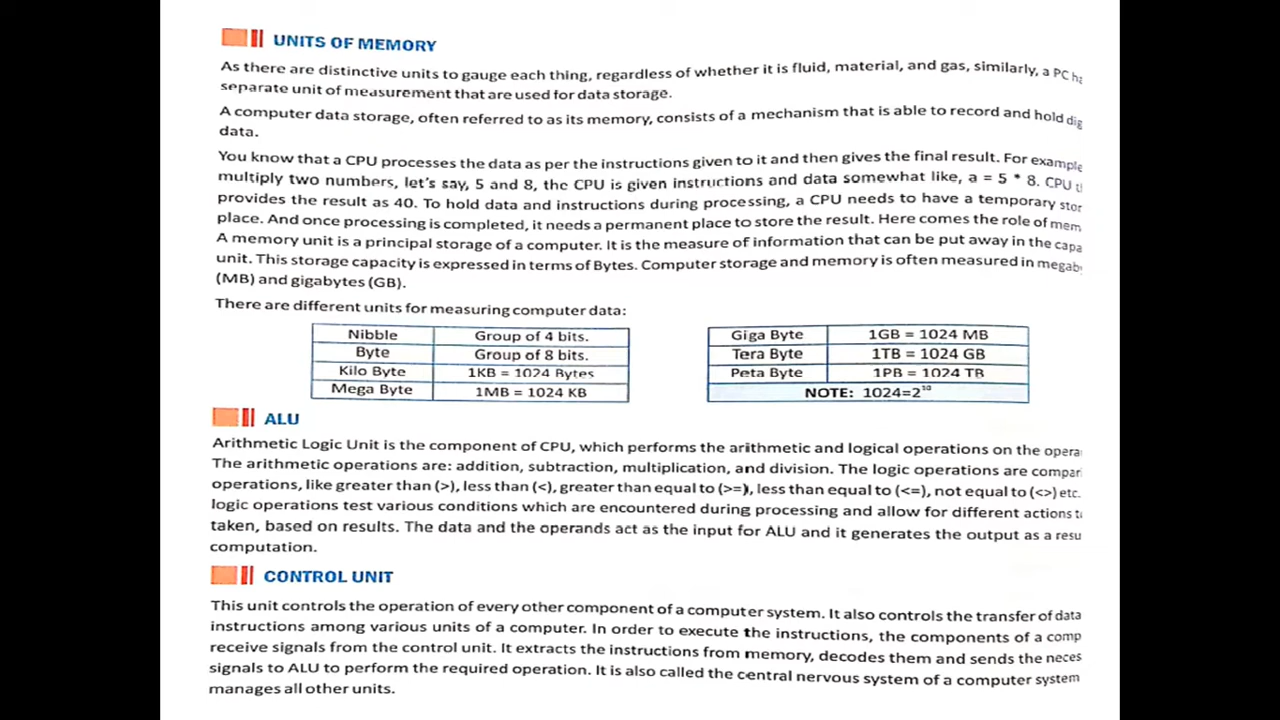 UNITS OF MEMORY
As there are distinctive units to gauge each thing, regardless of whether it is fluid, material, and gas, similarly, a PC
separate unit of measurement that are used for data storage.
A computer data storage, often referred to as its memory, consists of a mechanism that is able to record and hold
data.
You know that a CPU processes the data as per the instructions given to it and then gives the final result. For example
multiply two numbers, let's say, 5 and 8, the CPU is given instructions and data somewhat like, a = 5 * 8. CPU
provides the result as 40. To hold data and instructions during processing, a CPU needs to have a temporary
place. And once processing is completed, it needs a permanent place to store the result. Here comes the role of
A memory unit is a principal storage of a computer. It is the measure of information that can be put away in the
unit. This storage capacity is expressed in terms of Bytes. Computer storage and memory is often measured in
(MB) and gigabytes (GB).
There are different units for measuring computer data:
Nibble Group of 4 bits.
Byte Group of 8 bits.
Kilo Byte 1KB = 1024 Bytes
Mega Byte 1MB = 1024 KB
Giga Byte 1GB = 1024 MB
Tera Byte 1TB = 1024 GB
Peta Byte 1PB = 1024 TB
NOTE: 1024=2¹⁰
ALU
Arithmetic Logic Unit is the component of CPU, which performs the arithmetic and logical operations on the
The arithmetic operations are: addition, subtraction, multiplication, and division. The logic operations are
operations, like greater than (>), less than (<), greater than equal to (>=), less than equal to (<=), not equal to (<>) etc.
logic operations test various conditions which are encountered during processing and allow for different actions
taken, based on results. The data and the operands act as the input for ALU and it generates the output as a
computation.
CONTROL UNIT
This unit controls the operation of every other component of a computer system. It also controls the transfer of data
instructions among various units of a computer. In order to execute the instructions, the components of a
receive signals from the control unit. It extracts the instructions from memory, decodes them and sends the
signals to ALU to perform the required operation. It is also called the central nervous system of a computer system
manages all other units.